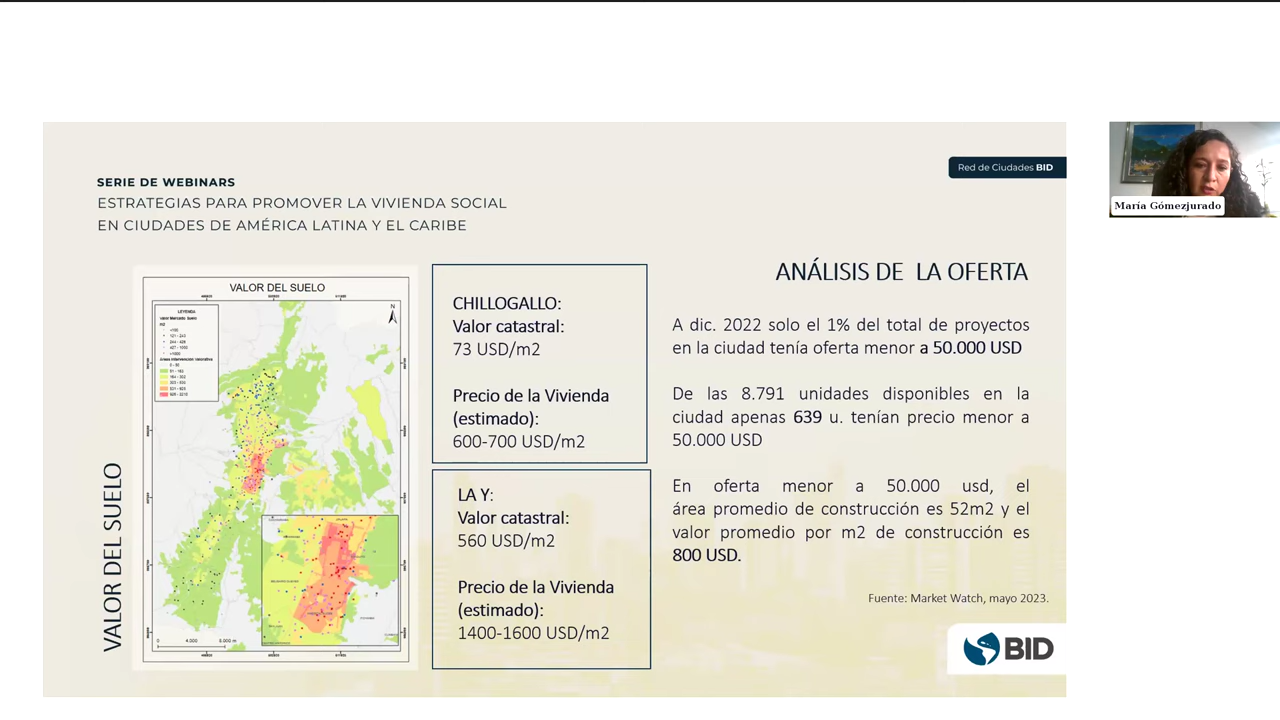 SERIE DE WEBINARS
ESTRATEGIAS PARA PROMOVER LA VIVIENDA SOCIAL
EN CIUDADES DE AMÉRICA LATINA Y EL CARIBE
Red de Ciudades BID
María Gómezjurado
VALOR DEL SUELO
VALOR DEL SUELO
LEYENDA
N
0 4.000 8.000 m
CHILLOGALLO:
Valor catastral:
73 USD/m2
Precio de la Vivienda
(estimado):
600-700 USD/m2
LA Y:
Valor catastral:
560 USD/m2
Precio de la Vivienda
(estimado):
1400-1600 USD/m2
ANÁLISIS DE LA OFERTA
A dic. 2022 solo el 1% del total de proyectos
en la ciudad tenía oferta menor a 50.000 USD
De las 8.791 unidades disponibles en la
ciudad apenas 639 u. tenían precio menor a
50.000 USD
En oferta menor a 50.000 usd, el
área promedio de construcción es 52m2 y el
valor promedio por m2 de construcción es
800 USD.
Fuente: Market Watch, mayo 2023.
BID